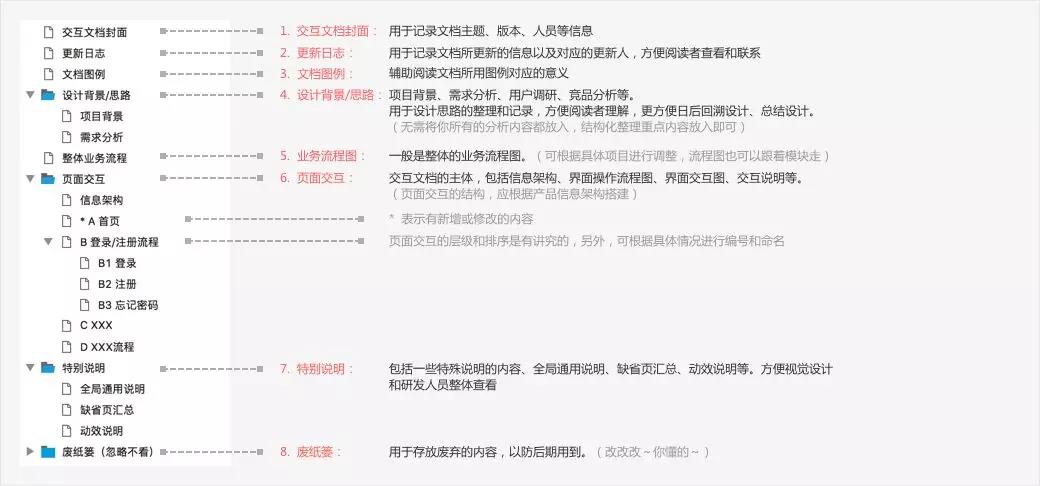 交互文档封面 1. 交互文档封面： 用于记录文档主题、版本、人员等信息
更新日志 2. 更新日志： 用于记录文档所更新的信息以及对应的更新人，方便阅读者查看和联系
文档图例 3. 文档图例： 辅助阅读文档所用图例对应的意义
设计背景/思路 4. 设计背景/思路： 项目背景、需求分析、用户调研、竞品分析等。
项目背景 用于设计思路的整理和记录，方便阅读者理解，更方便日后回溯设计、总结设计。
（无需将你所有的分析内容都放入，结构化整理重点内容放入即可）
需求分析
整体业务流程 5. 业务流程图： 一般是整体的业务流程图。（可根据具体项目进行调整，流程图也可以跟着模块走）
页面交互 6. 页面交互： 交互文档的主体，包括信息架构、界面操作流程图、界面交互图、交互说明等。
信息架构 （页面交互的结构，应根据产品信息架构搭建）
* A 首页 * 表示有新增或修改的内容
B 登录/注册流程 页面交互的层级和排序是有讲究的，另外，可根据具体情况进行编号和命名
B1 登录
B2 注册
B3 忘记密码
C XXX
D XXX流程
特别说明 7. 特别说明： 包括一些特殊说明的内容、全局通用说明、缺省页汇总、动效说明等。方便视觉设计
全局通用说明 和研发人员整体查看
缺省页汇总
动效说明
废纸篓（忽略不看） 8. 废纸篓： 用于存放废弃的内容，以防后期用到。（改改改～你懂的～）